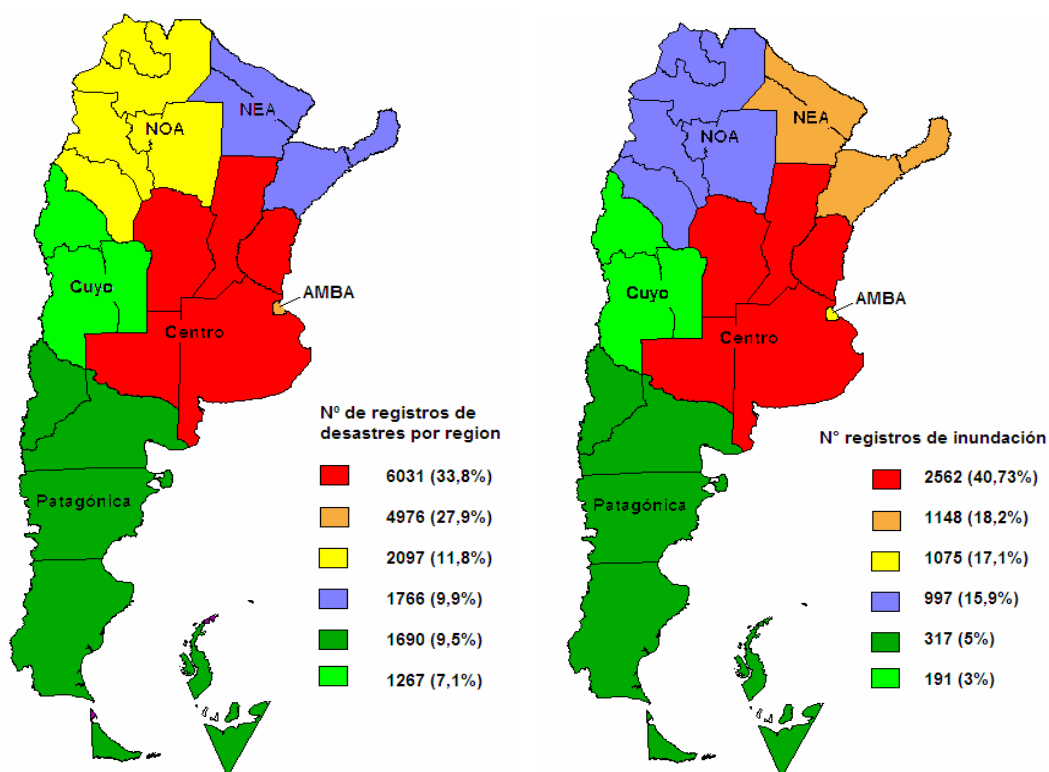 NEA
NOA
Cuyo
AMBA
Centro
Patagónica
Nº de registros de
desastres por region
6031 (33,8%)
4976 (27,9%)
2097 (11,8%)
1766 (9,9%)
1690 (9,5%)
1267 (7,1%)
NEA
NOA
Cuyo
AMBA
Centro
Patagónica
N° registros de inundación
2562 (40,73%)
1148 (18,2%)
1075 (17,1%)
997 (15,9%)
317 (5%)
191 (3%)